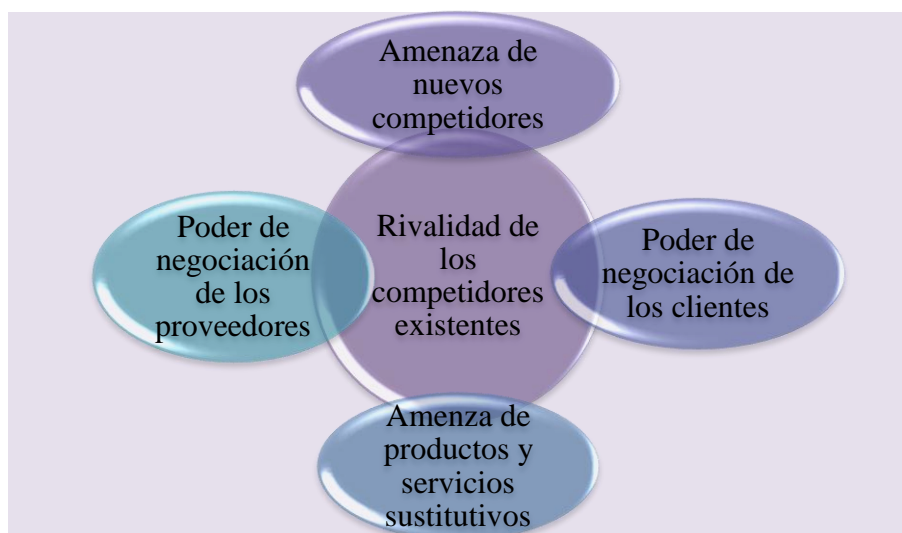 Amenaza de
nuevos
competidores
Poder de
negociación
de los
proveedores
Rivalidad de
los
competidores
existentes
Poder de
negociación de
los clientes
Amenza de
productos y
servicios
sustitutivos